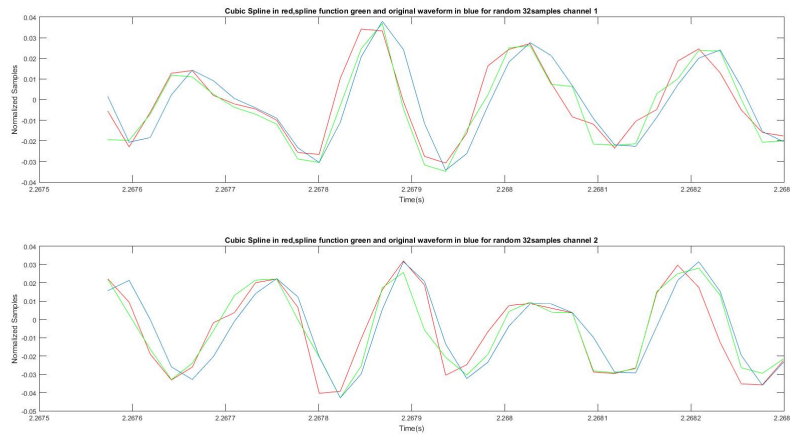 Cubic Spline in red,spline function green and original waveform in blue for random 32samples channel 1
0.04
0.03
0.02
0.01
0
-0.01
-0.02
-0.03
-0.04
Normalized Samples
2.2675 2.2676 2.2677 2.2678 2.2679 2.268 2.2681 2.2682 2.268
Time(s)
Cubic Spline in red,spline function green and original waveform in blue for random 32samples channel 2
0.04
0.03
0.02
0.01
0
-0.01
-0.02
-0.03
-0.04
-0.05
Normalized Samples
2.2675 2.2676 2.2677 2.2678 2.2679 2.268 2.2681 2.2682 2.268
Time(s)